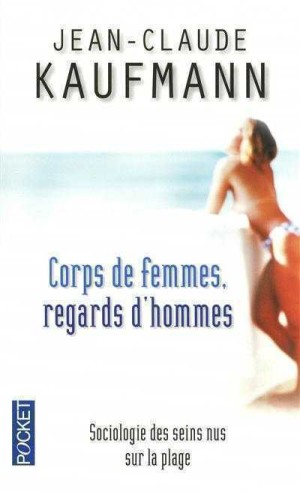 JEAN-CLAUDE
KAUFMANN
Corps de femmes,
regards d'hommes
Sociologie des seins nus
sur la plage
POCKET